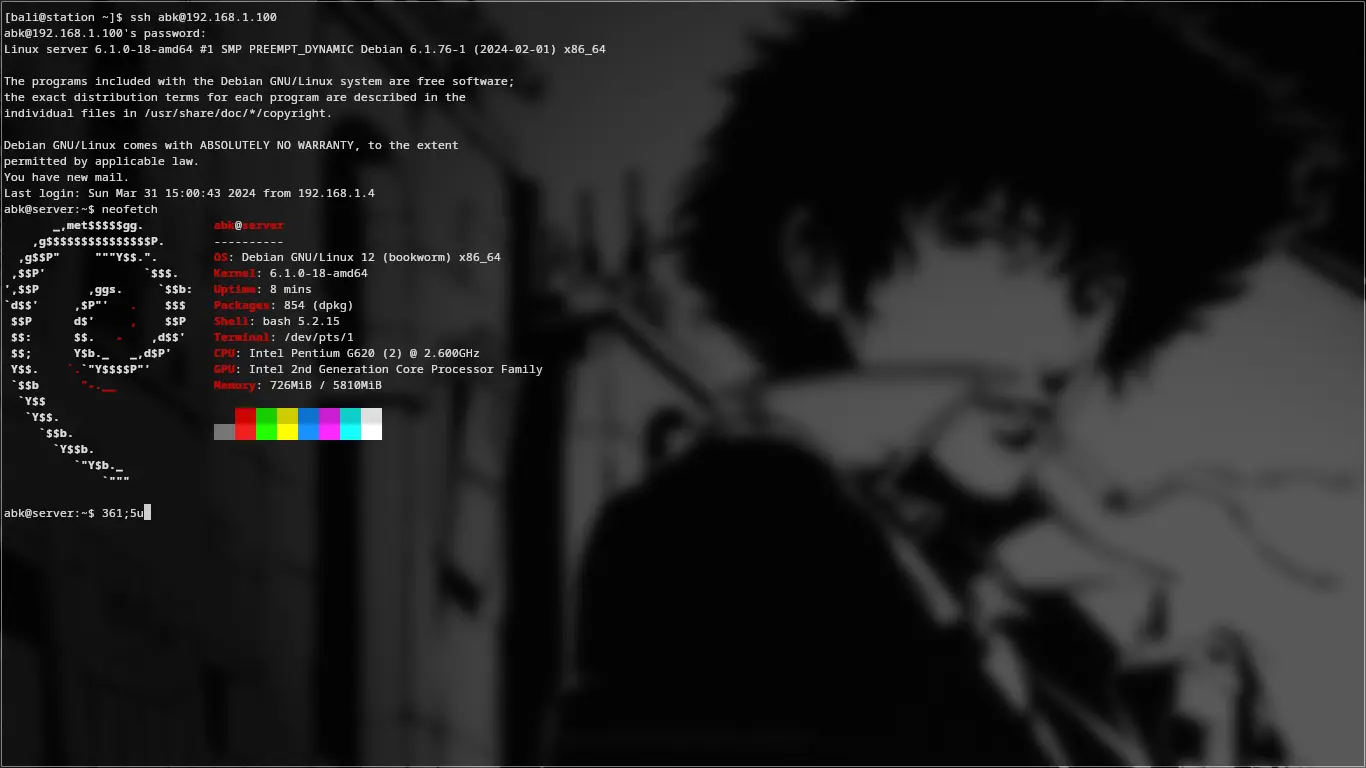 [bali@station ~]$ ssh abk@192.168.1.100
abk@192.168.1.100's password:
Linux server 6.1.0-18-amd64 #1 SMP PREEMPT_DYNAMIC Debian 6.1.76-1 (2024-02-01) x86_64

The programs included with the Debian GNU/Linux system are free software;
the exact distribution terms for each program are described in the
individual files in /usr/share/doc/*/copyright.

Debian GNU/Linux comes with ABSOLUTELY NO WARRANTY, to the extent
permitted by applicable law.
You have new mail.
Last login: Sun Mar 31 15:00:43 2024 from 192.168.1.4
abk@server:~$ neofetch
       _,met$$$$$gg.          abk@server
    ,g$$$$$$$$$$$$$$$P.       ----------
  ,g$$P"     """Y$$.".        OS: Debian GNU/Linux 12 (bookworm) x86_64
 ,$$P'              `$$$.     Kernel: 6.1.0-18-amd64
',$$P       ,ggs.     `$$b:   Uptime: 8 mins
`d$$'     ,$P"'   .    $$$    Packages: 854 (dpkg)
 $$P      d$'     ,    $$P    Shell: bash 5.2.15
 $$:      $$.   -    ,d$$'    Terminal: /dev/pts/1
 $$;      Y$b._   _,d$P'      CPU: Intel Pentium G620 (2) @ 2.600GHz
 Y$$.    `.`"Y$$$$P"'         GPU: Intel 2nd Generation Core Processor Family
 `$$b      "-.__              Memory: 726MiB / 5810MiB
  `Y$$
   `Y$$.
     `$$b.
       `Y$$b.
          `"Y$b._
              `"""

abk@server:~$ 361;5u